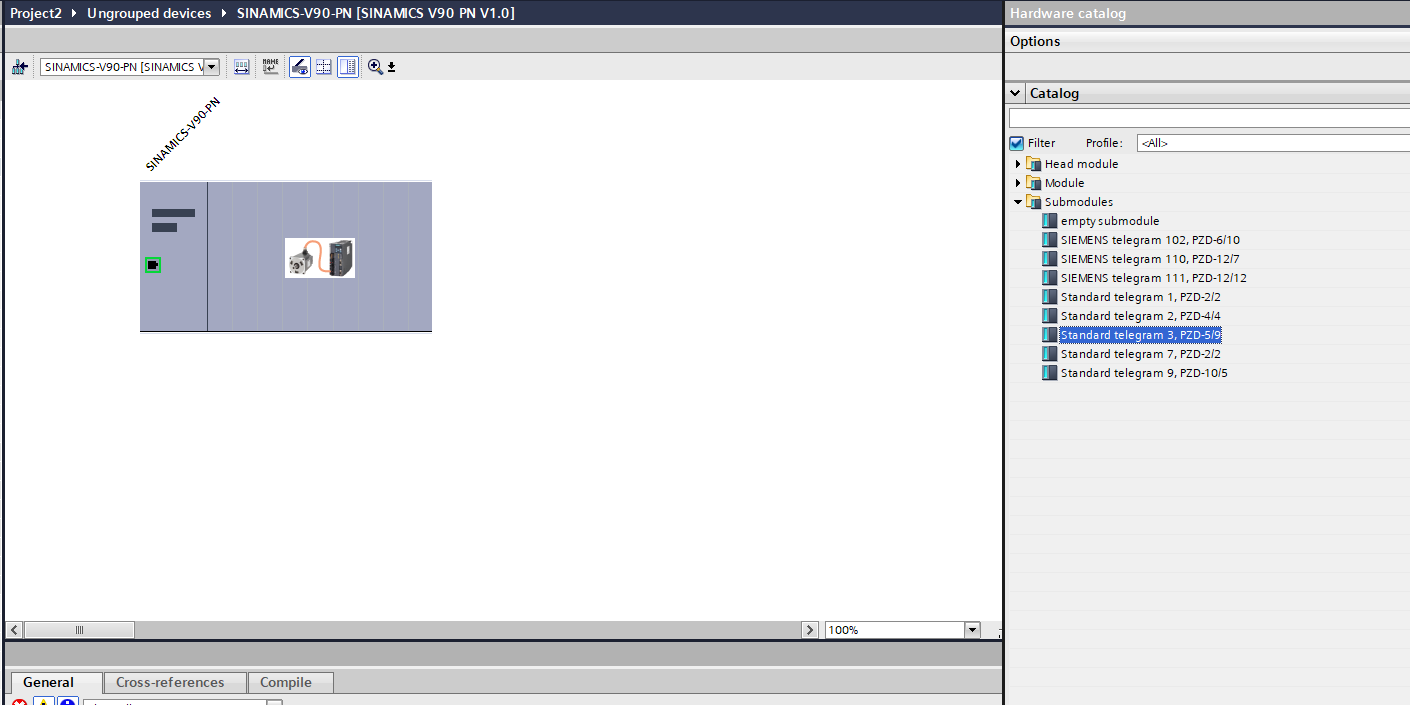 Project2 ▸ Ungrouped devices ▸ SINAMICS-V90-PN [SINAMICS V90 PN V1.0]
Hardware catalog
Options
SINAMICS-V90-PN [SINAMICS V
NAME
Catalog
SINAMICS-V90-PN
Filter Profile: <All>
Head module
Module
Submodules
empty submodule
SIEMENS telegram 102, PZD-6/10
SIEMENS telegram 110, PZD-12/7
SIEMENS telegram 111, PZD-12/12
Standard telegram 1, PZD-2/2
Standard telegram 2, PZD-4/4
Standard telegram 3, PZD-5/9
Standard telegram 7, PZD-2/2
Standard telegram 9, PZD-10/5
100%
General Cross-references Compile